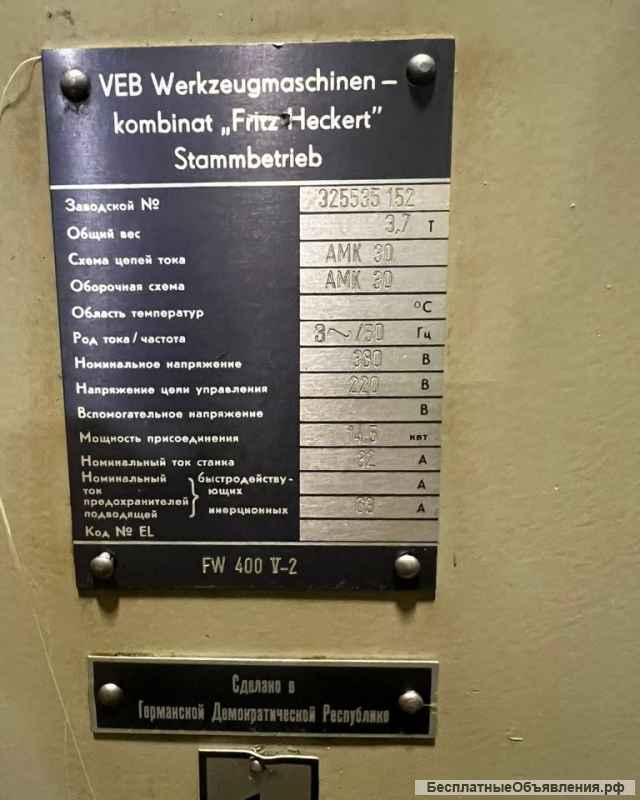 VEB Werkzeugmaschinen –
kombinat „Fritz Heckert”
Stammbetrieb
Заводской № 325535 152
Общий вес 3,7 т
Схема цепей тока АМК 30
Оборочная схема АМК 30
Область температур °C
Род тока / частота 3~/50 Гц
Номинальное напряжение 380 В
Напряжение цепи управления 220 В
Вспомогательное напряжение В
Мощность присоединения 14,5 квт
Номинальный ток станка 32 А
Номинальный ток предохранителей подводящей } быстродейству-
ющих А
инерционных 63 А
Код № EL
FW 400 V-2
Сделано в
Германской Демократической Республике
БесплатныеОбъявления.рф